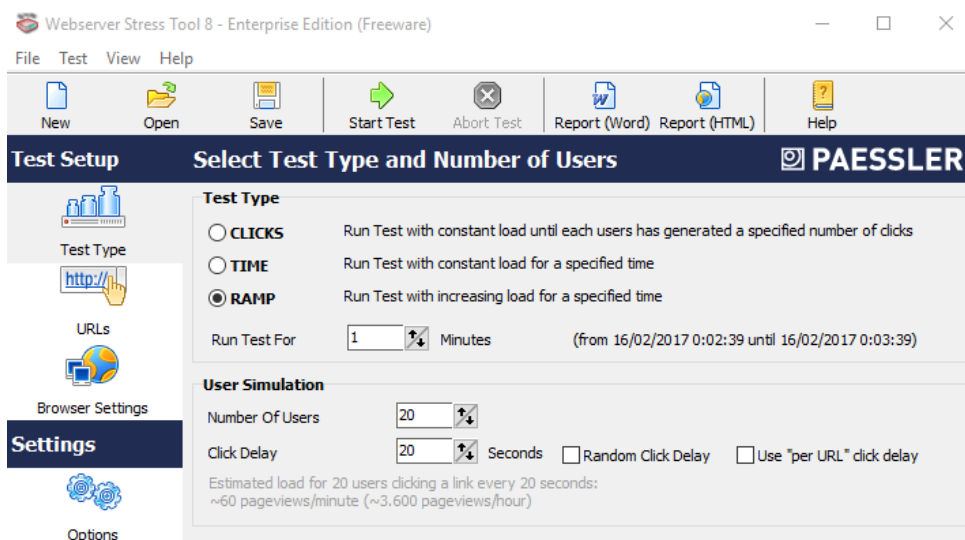 Webserver Stress Tool 8 - Enterprise Edition (Freeware)
File Test View Help
New Open Save Start Test Abort Test Report (Word) Report (HTML) Help
Test Setup
Select Test Type and Number of Users
PAESSLER
Test Type
URLs
Browser Settings
Settings
Options
http://
Test Type
CLICKS Run Test with constant load until each users has generated a specified number of clicks
TIME Run Test with constant load for a specified time
RAMP Run Test with increasing load for a specified time
Run Test For 1 Minutes (from 16/02/2017 0:02:39 until 16/02/2017 0:03:39)
User Simulation
Number Of Users 20
Click Delay 20 Seconds Random Click Delay Use "per URL" click delay
Estimated load for 20 users clicking a link every 20 seconds:
~60 pageviews/minute (~3.600 pageviews/hour)